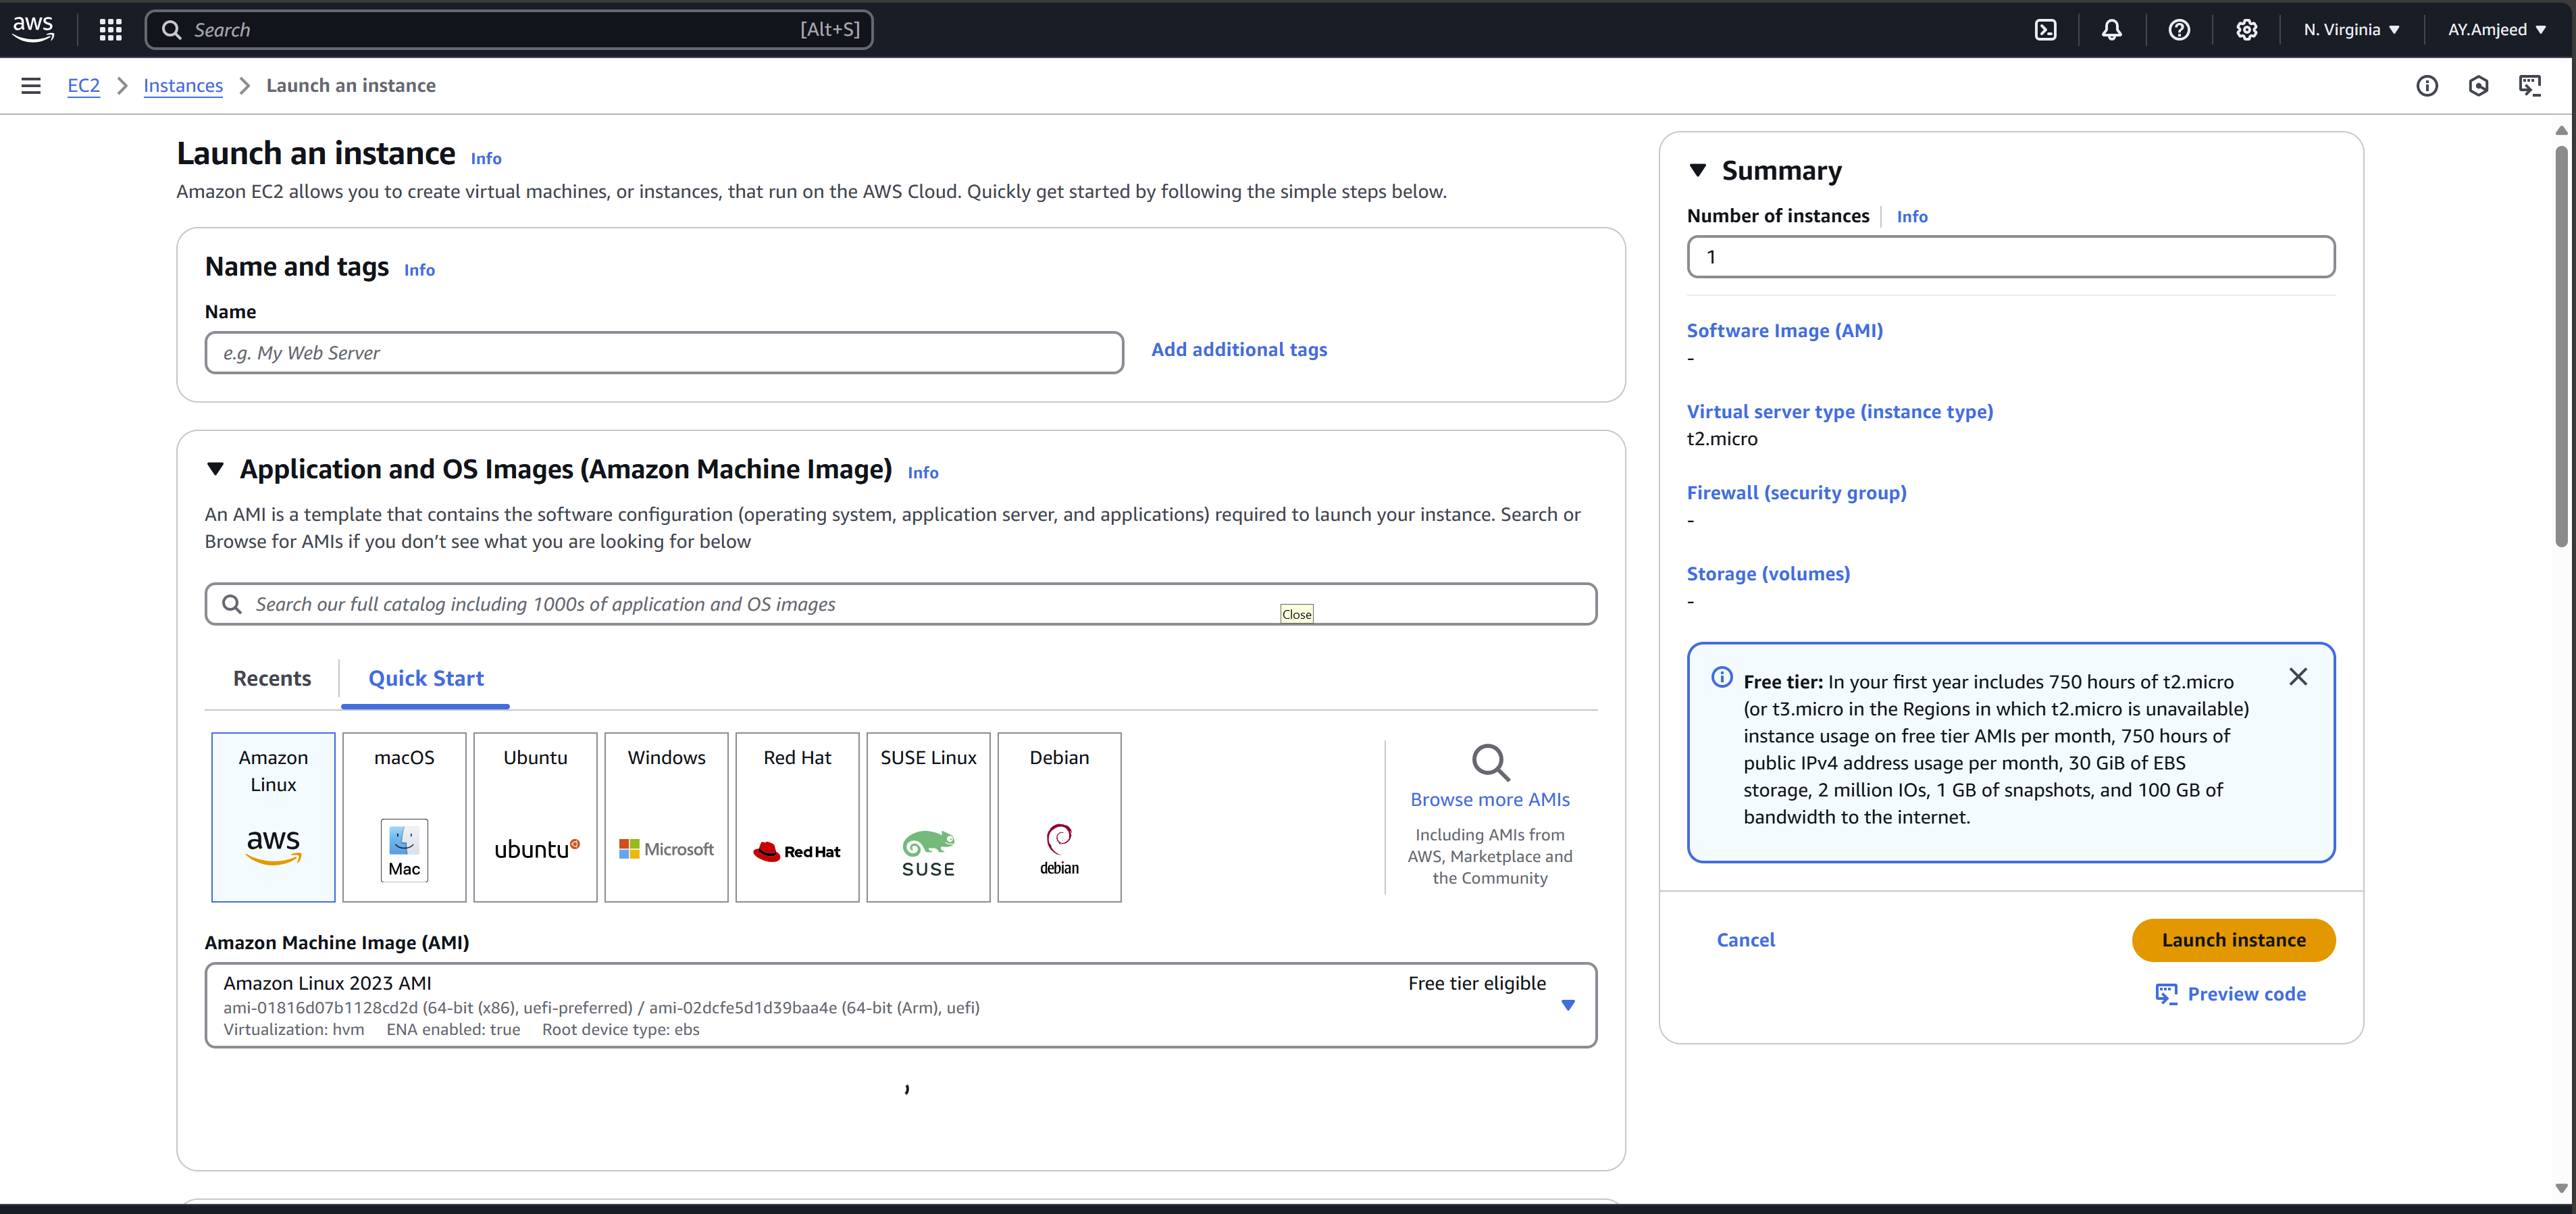 aws
Search
[Alt+S]
N. Virginia
AY.Amjeed
EC2
Instances
Launch an instance
Launch an instance
Info
Amazon EC2 allows you to create virtual machines, or instances, that run on the AWS Cloud. Quickly get started by following the simple steps below.
Name and tags
Info
Name
e.g. My Web Server
Add additional tags
Application and OS Images (Amazon Machine Image)
Info
An AMI is a template that contains the software configuration (operating system, application server, and applications) required to launch your instance. Search or
Browse for AMIs if you don’t see what you are looking for below
Search our full catalog including 1000s of application and OS images
Close
Recents
Quick Start
Amazon
Linux
aws
macOS
Mac
Ubuntu
ubuntu
Windows
Microsoft
Red Hat
Red Hat
SUSE Linux
SUSE
Debian
debian
Browse more AMIs
Including AMIs from
AWS, Marketplace and
the Community
Amazon Machine Image (AMI)
Amazon Linux 2023 AMI
Free tier eligible
ami-01816d07b1128cd2d (64-bit (x86), uefi-preferred) / ami-02dcfe5d1d39baa4e (64-bit (Arm), uefi)
Virtualization: hvm ENA enabled: true Root device type: ebs
Summary
Number of instances
Info
1
Software Image (AMI)
-
Virtual server type (instance type)
t2.micro
Firewall (security group)
-
Storage (volumes)
-
Free tier: In your first year includes 750 hours of t2.micro
(or t3.micro in the Regions in which t2.micro is unavailable)
instance usage on free tier AMIs per month, 750 hours of
public IPv4 address usage per month, 30 GiB of EBS
storage, 2 million IOs, 1 GB of snapshots, and 100 GB of
bandwidth to the internet.
Cancel
Launch instance
Preview code